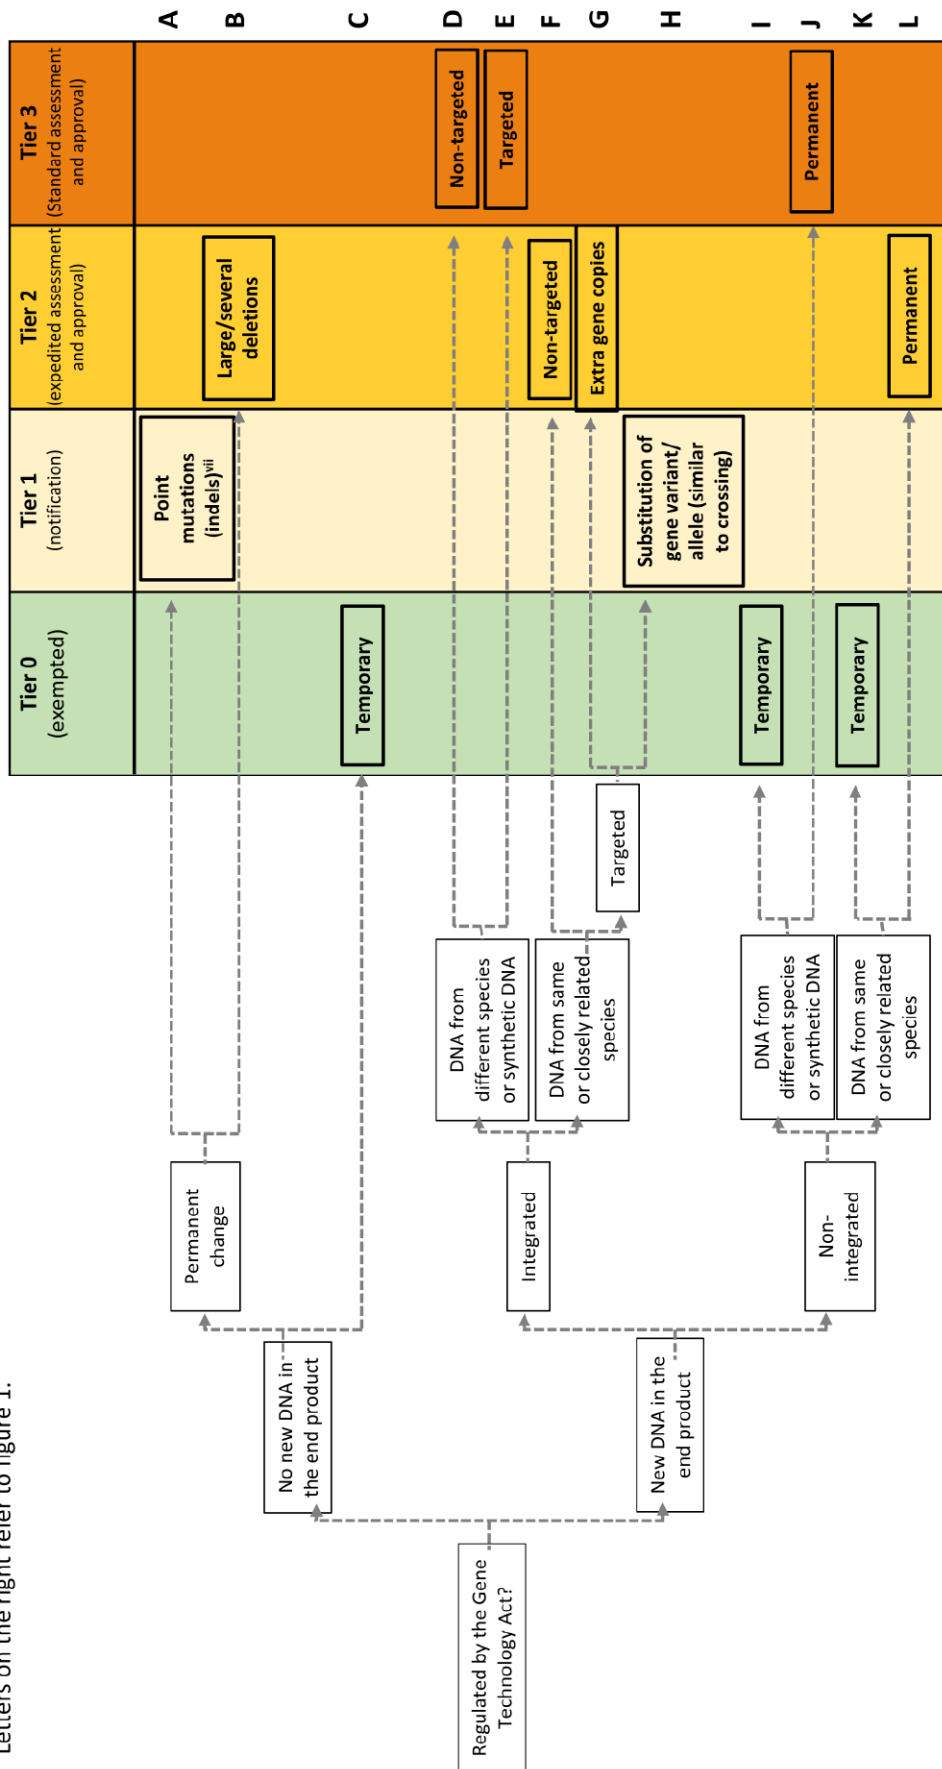 Letters on the right refer to figure 1.
Tier 0
(exempted)
Tier 1
(notification)
Tier 2
(expedited assessment
and approval)
Tier 3
(Standard assessment
and approval)
Regulated by the Gene
Technology Act?
No new DNA in
the end product
New DNA in the
end product
Permanent
change
Integrated
Non-
integrated
DNA from
different species
or synthetic DNA
DNA from same
or closely related
species
DNA from
different species
or synthetic DNA
DNA from same
or closely related
species
Targeted
Point
mutations
(indels)vii
A
Large/several
deletions
B
Temporary
C
Non-targeted
D
Targeted
E
Non-targeted
F
Extra gene copies
G
Substitution of
gene variant/
allele (similar
to crossing)
H
Temporary
I
Permanent
J
Temporary
K
Permanent
L